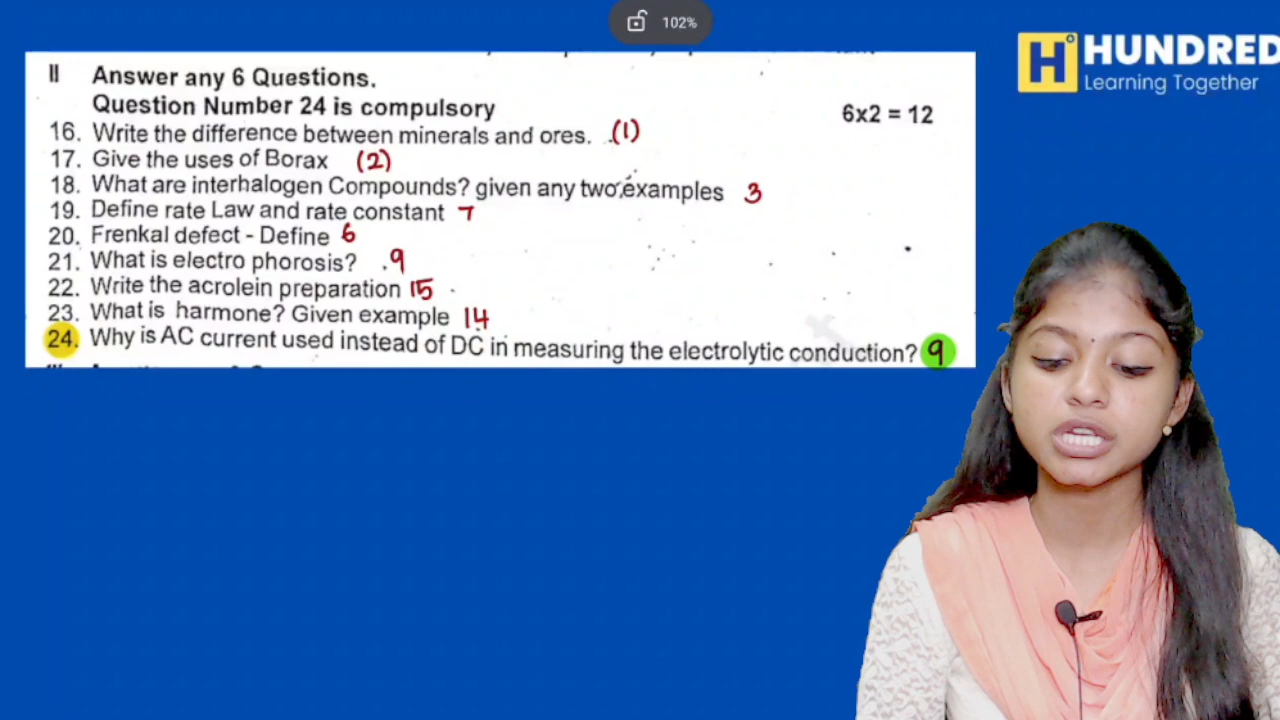 102%
HUNDRED
Learning Together
II Answer any 6 Questions.
Question Number 24 is compulsory 6x2 = 12
16. Write the difference between minerals and ores. (1)
17. Give the uses of Borax (2)
18. What are interhalogen Compounds? given any two examples 3
19. Define rate Law and rate constant 7
20. Frenkal defect - Define 6
21. What is electro phorosis? 9
22. Write the acrolein preparation 15
23. What is harmone? Given example 14
24. Why is AC current used instead of DC in measuring the electrolytic conduction? 9